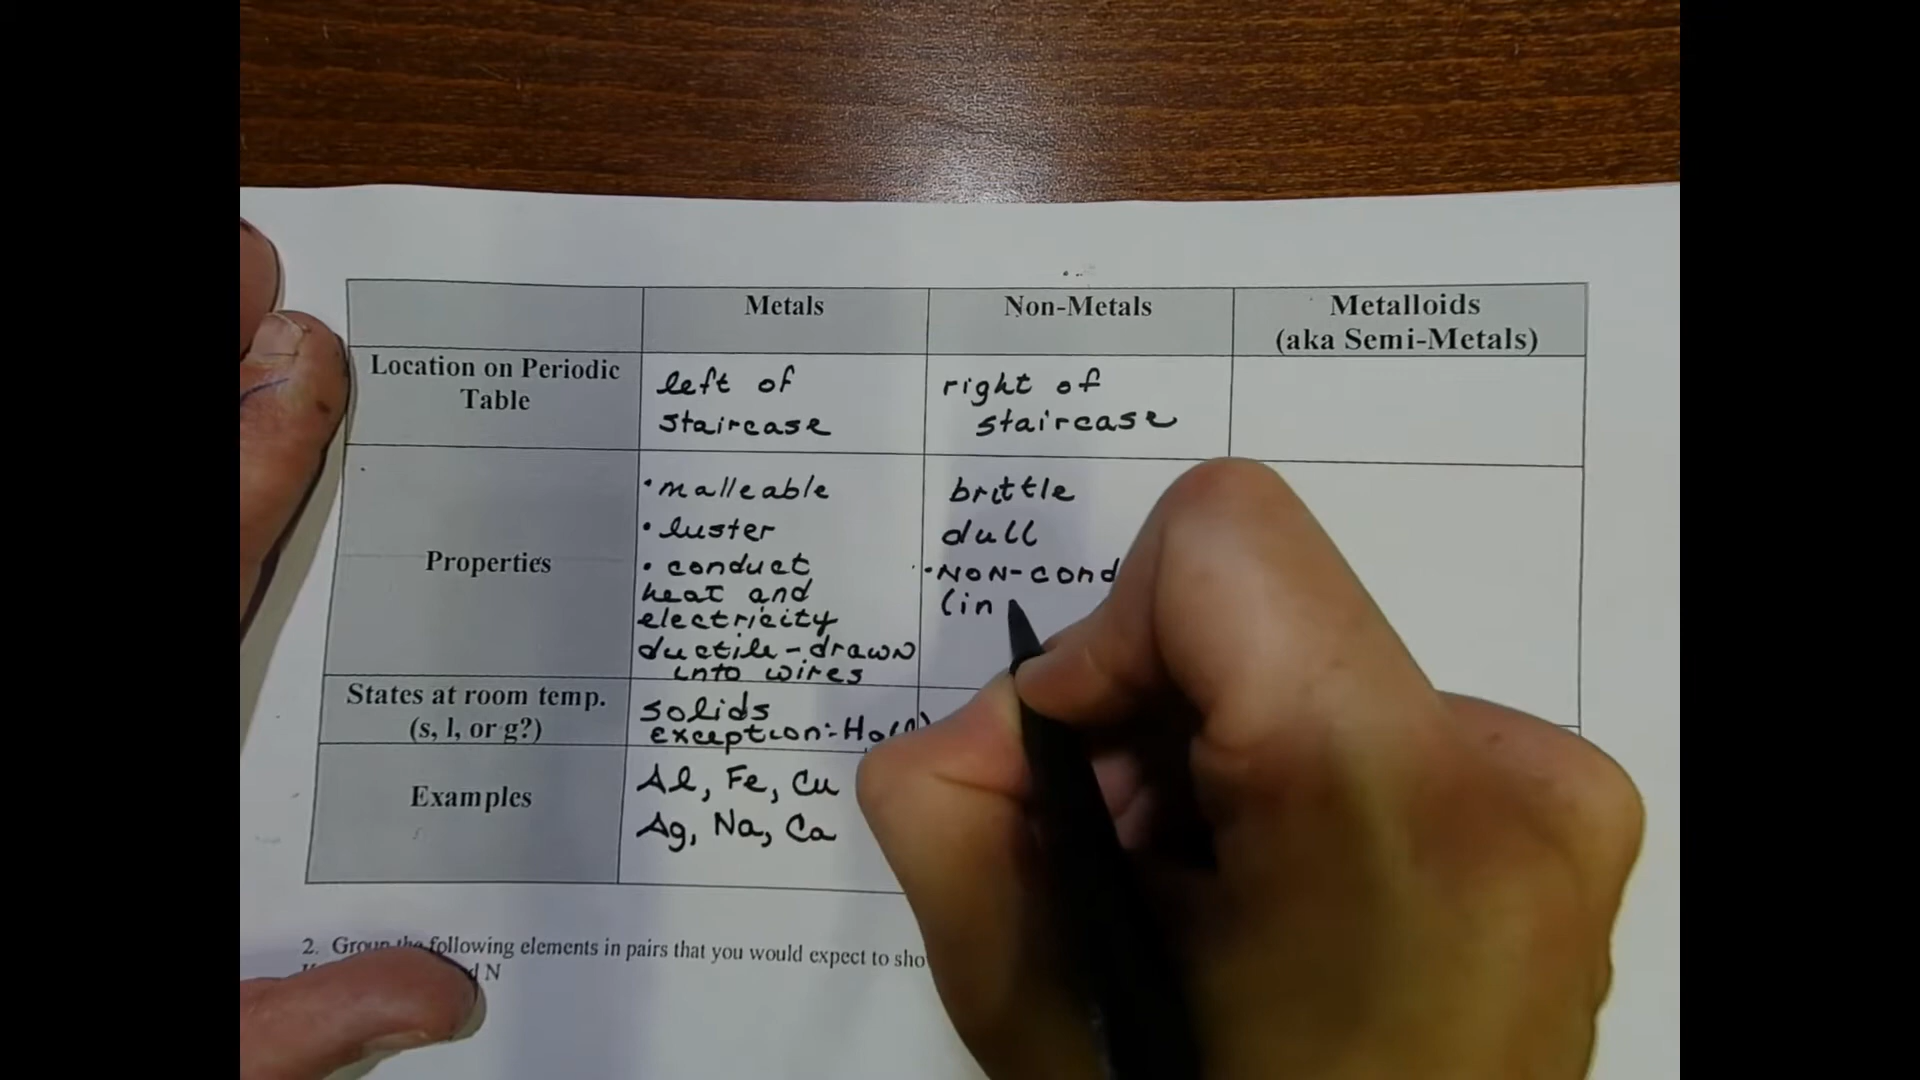 Metals
Non-Metals
Metalloids
(aka Semi-Metals)
Location on Periodic
Table
left of
staircase
right of
staircase
Properties
• malleable
• luster
• conduct
heat and
electricity
ductile - drawn
into wires
brittle
dull
• NON-cond
(in
States at room temp.
(s, l, or g?)
solids
exception:
Examples
Al, Fe, Cu
Ag, Na, Ca
2. Group the following elements in pairs that you would expect to sho
N